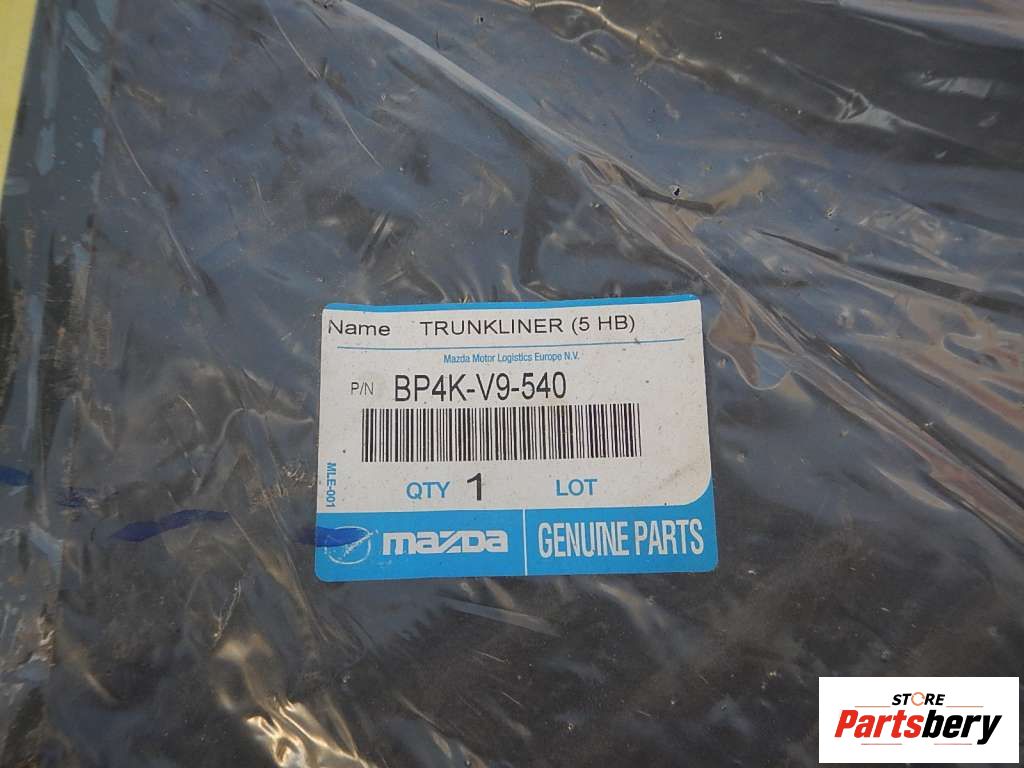 Name TRUNKLINER (5 HB)
Mazda Motor Logistics Europe N.V.
P/N BP4K-V9-540
MLE-001
QTY 1 LOT
mazda GENUINE PARTS
STORE
Partsbery